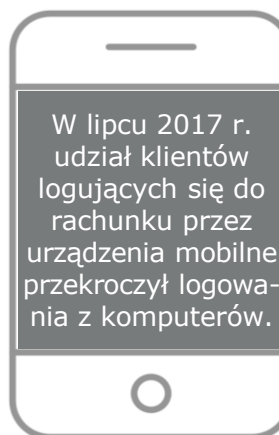 W lipcu 2017 r.
udział klientów
logujących się do
rachunku przez
urządzenia mobilne
przekroczył logowa-
nia z komputerów.